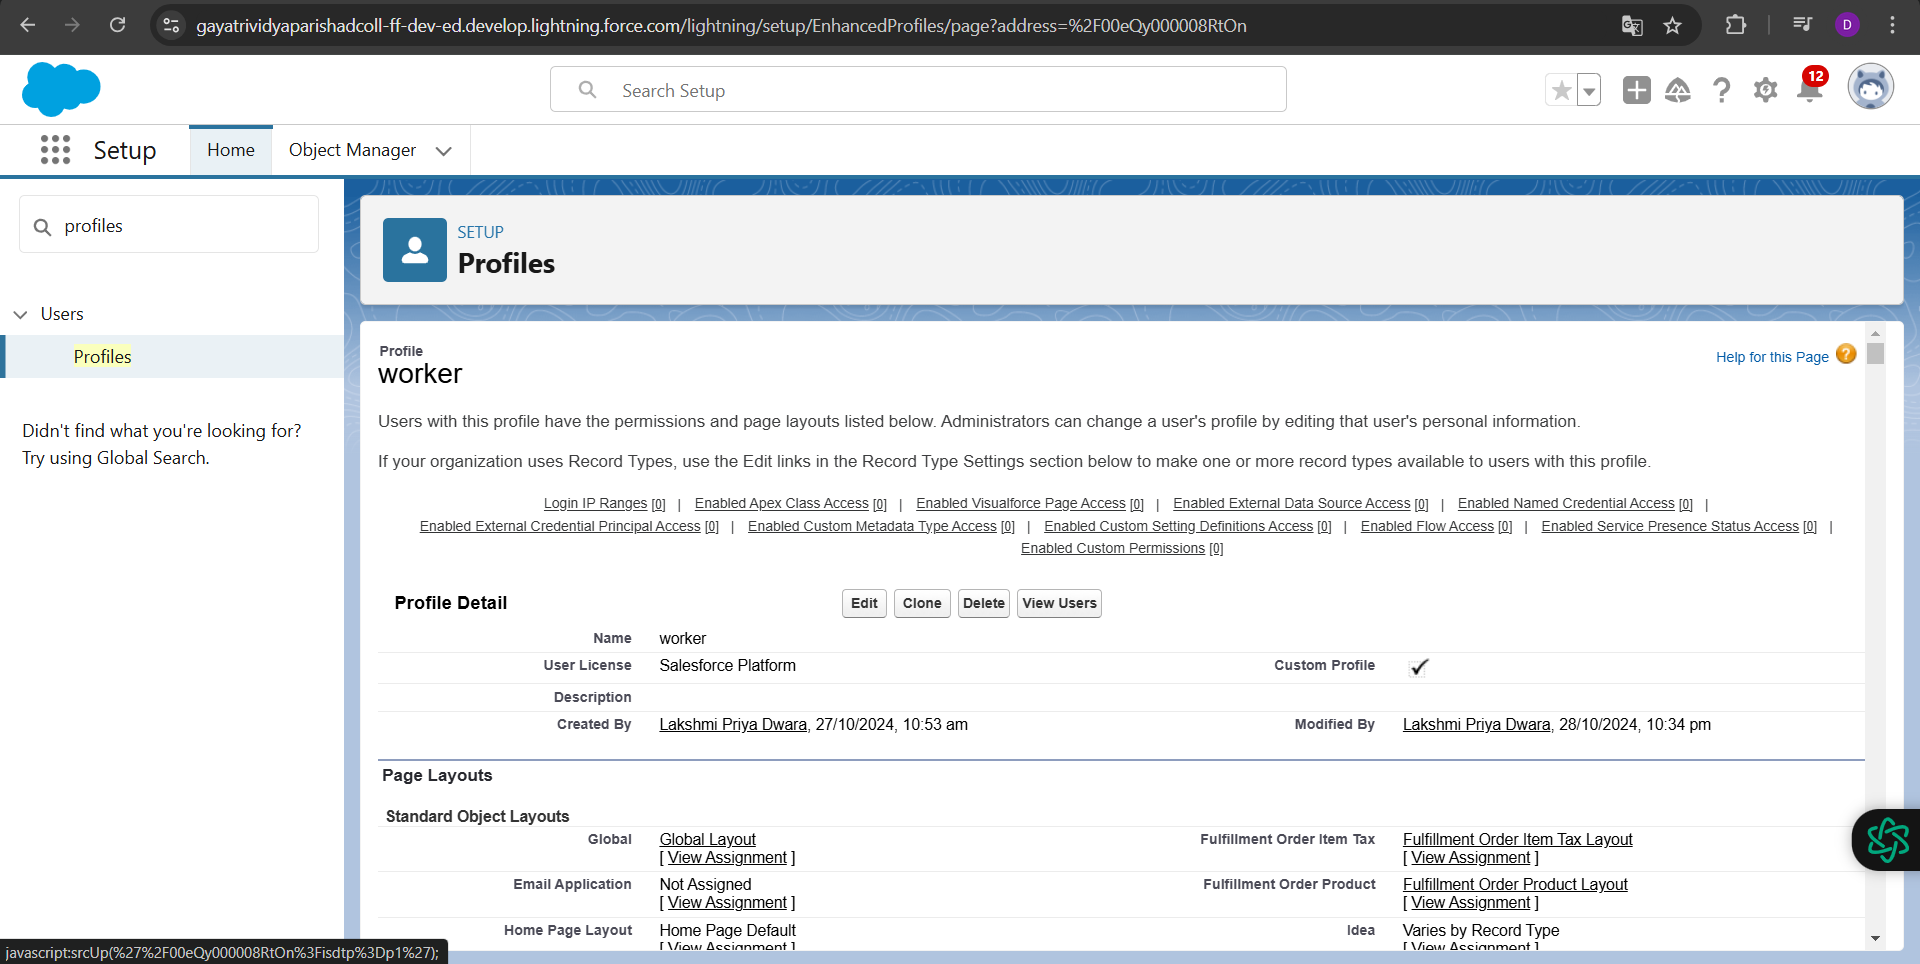 gayatrividyaparishadcoll-ff-dev-ed.develop.lightning.force.com/lightning/setup/EnhancedProfiles/page?address=%2F00eQy000008RtOn
D
Search Setup
12
Setup
Home
Object Manager
profiles
Users
Profiles
Didn't find what you're looking for?
Try using Global Search.
SETUP
Profiles
Profile
worker
Help for this Page
Users with this profile have the permissions and page layouts listed below. Administrators can change a user's profile by editing that user's personal information.
If your organization uses Record Types, use the Edit links in the Record Type Settings section below to make one or more record types available to users with this profile.
Login IP Ranges [0] | Enabled Apex Class Access [0] | Enabled Visualforce Page Access [0] | Enabled External Data Source Access [0] | Enabled Named Credential Access [0] |
Enabled External Credential Principal Access [0] | Enabled Custom Metadata Type Access [0] | Enabled Custom Setting Definitions Access [0] | Enabled Flow Access [0] | Enabled Service Presence Status Access [0] |
Enabled Custom Permissions [0]
Profile Detail
Edit Clone Delete View Users
Name worker
User License Salesforce Platform Custom Profile
Description
Created By Lakshmi Priya Dwara, 27/10/2024, 10:53 am Modified By Lakshmi Priya Dwara, 28/10/2024, 10:34 pm
Page Layouts
Standard Object Layouts
Global Global Layout Fulfillment Order Item Tax Fulfillment Order Item Tax Layout
[ View Assignment ] [ View Assignment ]
Email Application Not Assigned Fulfillment Order Product Fulfillment Order Product Layout
[ View Assignment ] [ View Assignment ]
Home Page Layout Home Page Default Idea Varies by Record Type
[ View Assignment ] [ View Assignment ]
javascript:srcUp(%27%2F00eQy000008RtOn%3Fisdtp%3Dp1%27);